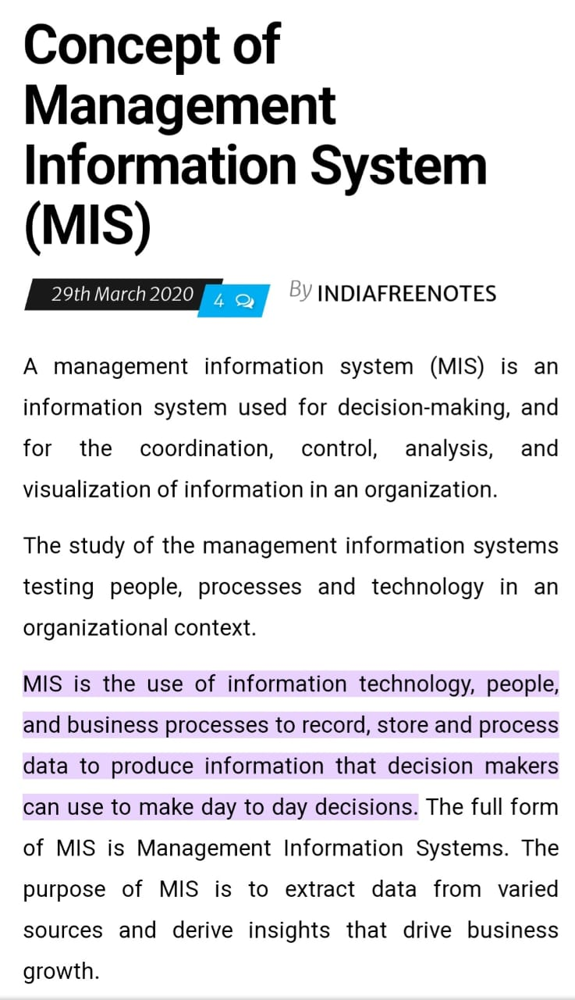 Concept of
Management
Information System
(MIS)
29th March 2020 4 By INDIAFREENOTES
A management information system (MIS) is an
information system used for decision-making, and
for the coordination, control, analysis, and
visualization of information in an organization.
The study of the management information systems
testing people, processes and technology in an
organizational context.
MIS is the use of information technology, people,
and business processes to record, store and process
data to produce information that decision makers
can use to make day to day decisions. The full form
of MIS is Management Information Systems. The
purpose of MIS is to extract data from varied
sources and derive insights that drive business
growth.